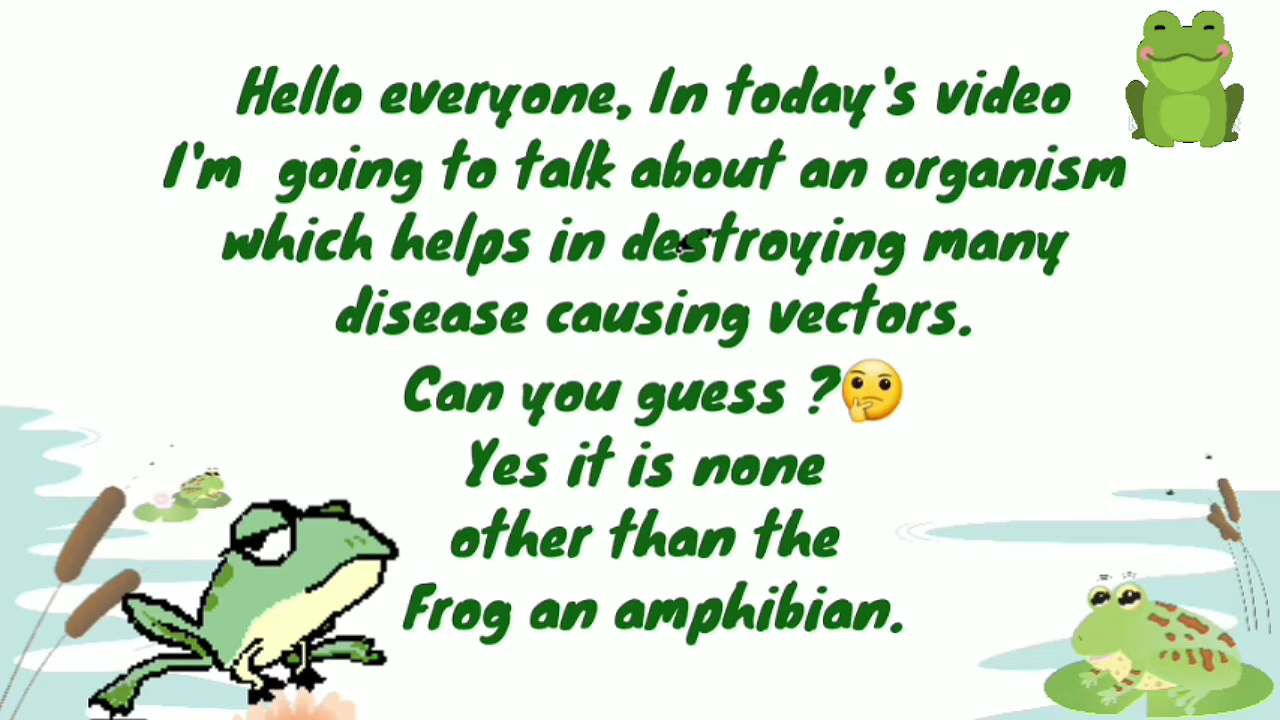 Hello everyone, In today's video
I'm going to talk about an organism
which helps in destroying many
disease causing vectors.
Can you guess ?🤔
Yes it is none
other than the
Frog an amphibian.